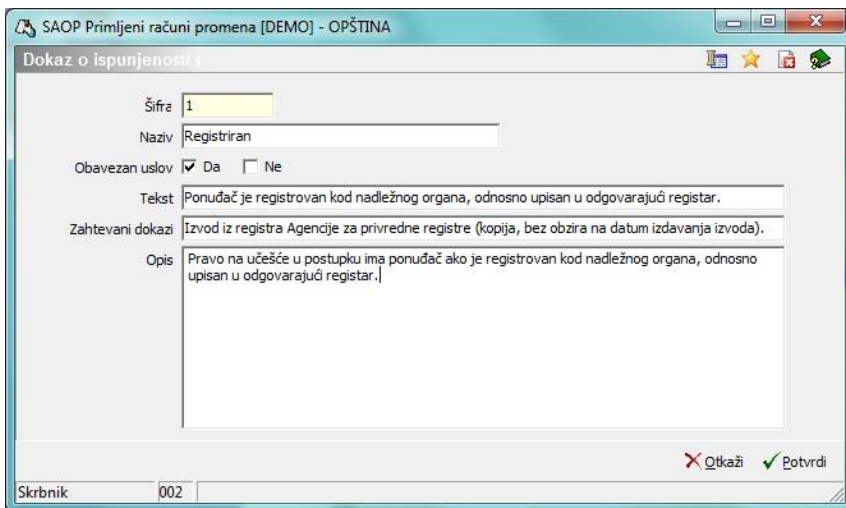 SAOP Primljeni računi promena [DEMO] - OPŠTINA
Dokaz o ispunjenosti
Šifra 1
Naziv Registriran
Obavezan uslov Da Ne
Tekst Ponuđač je registrovan kod nadležnog organa, odnosno upisan u odgovarajući registar.
Zahtevani dokazi Izvod iz registra Agencije za privredne registre (kopija, bez obzira na datum izdavanja izvoda).
Opis Pravo na učešće u postupku ima ponuđač ako je registrovan kod nadležnog organa, odnosno
upisan u odgovarajući registar.
Otkaži Potvrdi
Skrbnik 002